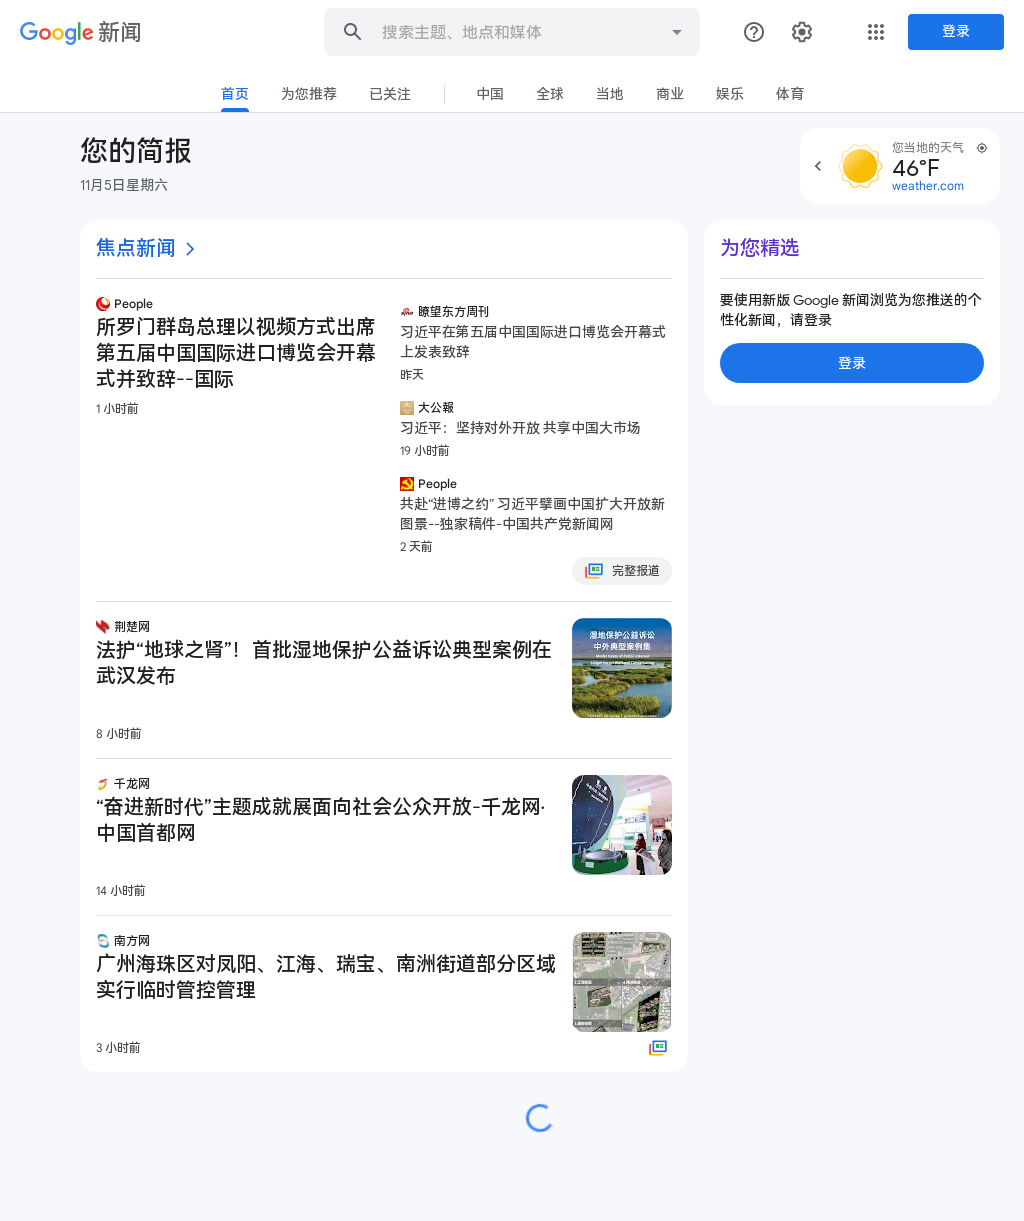 Google 新闻
搜索主题、地点和媒体
登录
首页
为您推荐
已关注
中国
全球
当地
商业
娱乐
体育
您的简报
11月5日星期六
您当地的天气
46°F
weather.com
焦点新闻
People
所罗门群岛总理以视频方式出席
第五届中国国际进口博览会开幕
式并致辞--国际
1 小时前
瞭望东方周刊
习近平在第五届中国国际进口博览会开幕式
上发表致辞
昨天
大公報
习近平：坚持对外开放 共享中国大市场
19 小时前
People
共赴“进博之约” 习近平擘画中国扩大开放新
图景--独家稿件-中国共产党新闻网
2 天前
完整报道
荆楚网
法护“地球之肾”！首批湿地保护公益诉讼典型案例在
武汉发布
8 小时前
湿地保护公益诉讼
中外典型案例集
千龙网
“奋进新时代”主题成就展面向社会公众开放-千龙网·
中国首都网
14 小时前
南方网
广州海珠区对凤阳、江海、瑞宝、南洲街道部分区域
实行临时管控管理
3 小时前
为您精选
要使用新版 Google 新闻浏览为您推送的个
性化新闻，请登录
登录